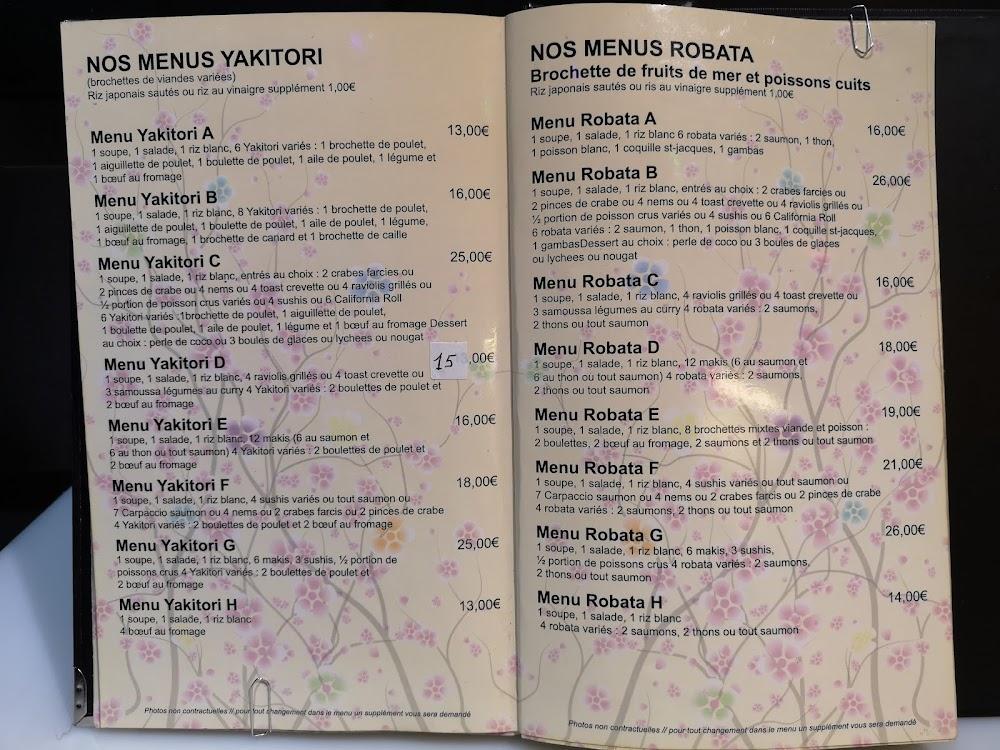 NOS MENUS YAKITORI
(brochettes de viandes variées)
Riz japonais sautés ou riz au vinaigre supplément 1,00€
Menu Yakitori A 13,00€
1 soupe, 1 salade, 1 riz blanc, 6 Yakitori variés : 1 brochette de poulet,
1 aiguillette de poulet, 1 boulette de poulet, 1 aile de poulet, 1 légume et
1 bœuf au fromage
Menu Yakitori B 16,00€
1 soupe, 1 salade, 1 riz blanc, 8 Yakitori variés : 1 brochette de poulet,
1 aiguillette de poulet, 1 boulette de poulet, 1 aile de poulet, 1 légume,
1 bœuf au fromage, 1 brochette de canard et 1 brochette de caille
Menu Yakitori C 25,00€
1 soupe, 1 salade, 1 riz blanc, entrés au choix : 2 crabes farcies ou
2 pinces de crabe ou 4 nems ou 4 toast crevette ou 4 raviolis grillés ou
½ portion de poisson crus variés ou 4 sushis ou 6 California Roll
6 Yakitori variés :1brochette de poulet, 1 aiguillette de poulet,
1 boulette de poulet, 1 aile de poulet, 1 légume et 1 bœuf au fromage Dessert
au choix : perle de coco ou 3 boules de glaces ou lychees ou nougat
Menu Yakitori D 15 ,00€
1 soupe, 1 salade, 1 riz blanc, 4 raviolis grillés ou 4 toast crevette ou
3 samoussa légumes au curry 4 Yakitori variés : 2 boulettes de poulet et
2 bœuf au fromage
Menu Yakitori E 16,00€
1 soupe, 1 salade, 1 riz blanc, 12 makis (6 au saumon et
6 au thon ou tout saumon) 4 Yakitori variés : 2 boulettes de poulet et
2 bœuf au fromage
Menu Yakitori F 18,00€
1 soupe, 1 salade, 1 riz blanc, 4 sushis variés ou tout saumon ou
7 Carpaccio saumon ou 4 nems ou 2 crabes farcis ou 2 pinces de crabe
4 Yakitori variés : 2 boulettes de poulet et 2 bœuf au fromage
Menu Yakitori G 25,00€
1 soupe, 1 salade, 1 riz blanc, 6 makis, 3 sushis, ½ portion de
poissons crus 4 Yakitori variés : 2 boulettes de poulet et
2 bœuf au fromage
Menu Yakitori H 13,00€
1 soupe, 1 salade, 1 riz blanc
4 bœuf au fromage
Photos non contractuelles // pour tout changement dans le menu un supplément vous sera demandé
NOS MENUS ROBATA
Brochette de fruits de mer et poissons cuits
Riz japonais sautés ou ris au vinaigre supplément 1,00€
Menu Robata A 16,00€
1 soupe, 1 salade, 1 riz blanc 6 robata variés : 2 saumon, 1 thon,
1 poisson blanc, 1 coquille st-jacques, 1 gambas
Menu Robata B 26,00€
1 soupe, 1 salade, 1 riz blanc, entrés au choix : 2 crabes farcies ou
2 pinces de crabe ou 4 nems ou 4 toast crevette ou 4 raviolis grillés ou
½ portion de poisson crus variés ou 4 sushis ou 6 California Roll
6 robata variés : 2 saumon, 1 thon, 1 poisson blanc, 1 coquille st-jacques,
1 gambasDessert au choix : perle de coco ou 3 boules de glaces
ou lychees ou nougat
Menu Robata C 16,00€
1 soupe, 1 salade, 1 riz blanc, 4 raviolis grillés ou 4 toast crevette ou
3 samoussa légumes au curry 4 robata variés : 2 saumons,
2 thons ou tout saumon
Menu Robata D 18,00€
1 soupe, 1 salade, 1 riz blanc, 12 makis (6 au saumon et
6 au thon ou tout saumon) 4 robata variés : 2 saumons,
2 thons ou tout saumon
Menu Robata E 19,00€
1 soupe, 1 salade, 1 riz blanc, 8 brochettes mixtes viande et poisson :
2 boulettes, 2 bœuf au fromage, 2 saumons et 2 thons ou tout saumon
Menu Robata F 21,00€
1 soupe, 1 salade, 1 riz blanc, 4 sushis variés ou tout saumon ou
7 Carpaccio saumon ou 4 nems ou 2 crabes farcis ou 2 pinces de crabe
4 robata variés : 2 saumons, 2 thons ou tout saumon
Menu Robata G 26,00€
1 soupe, 1 salade, 1 riz blanc, 6 makis, 3 sushis,
½ portion de poissons crus 4 robata variés : 2 saumons,
2 thons ou tout saumon
Menu Robata H 14,00€
1 soupe, 1 salade, 1 riz blanc
4 robata variés : 2 saumons, 2 thons ou tout saumon
Photos non contractuelles // pour tout changement dans le menu un supplément vous sera demandé